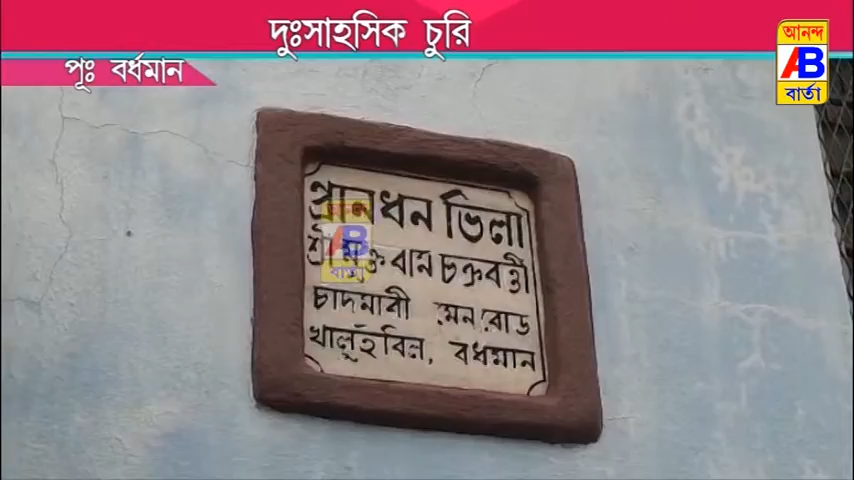 দুঃসাহসিক চুরি
পূঃ বর্ধমান
আনন্দ
AB
বার্তা
প্রানধন ভিলা
শ্রী রাম চক্রবর্ত্তী
চাঁদমাবী মেন রোড
খালুইবিল, বর্ধমান